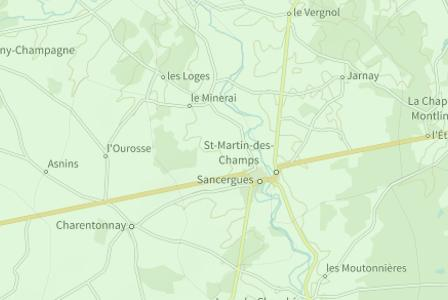 le Vergnol
ny-Champagne
les Loges
Jarnay
le Minerai
La Chap
Montlin
l'Ét
St-Martin-des-
Champs
l'Ourosse
Asnins
Sancergues
Charentonnay
les Moutonnières